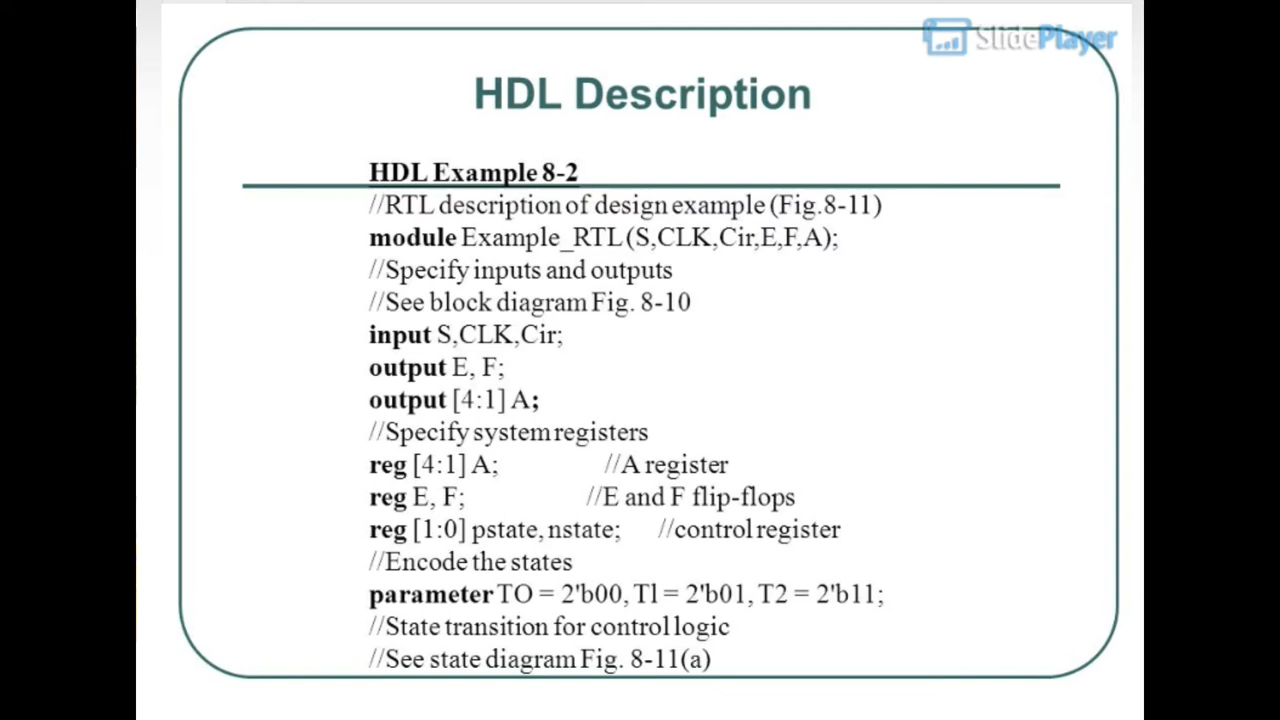 SlidePlayer
HDL Description
HDL Example 8-2
//RTL description of design example (Fig.8-11)
module Example_RTL (S,CLK,Cir,E,F,A);
//Specify inputs and outputs
//See block diagram Fig. 8-10
input S,CLK,Cir;
output E, F;
output [4:1] A;
//Specify system registers
reg [4:1] A; //A register
reg E, F; //E and F flip-flops
reg [1:0] pstate, nstate; //control register
//Encode the states
parameter TO = 2'b00, Tl = 2'b01, T2 = 2'b11;
//State transition for control logic
//See state diagram Fig. 8-11(a)